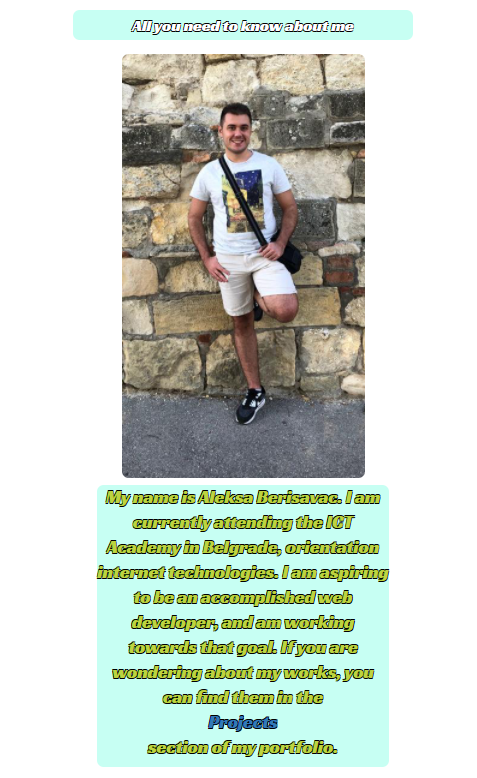 All you need to know about me
My name is Aleksa Berisavac. I am
currently attending the ICT
Academy in Belgrade, orientation
internet technologies. I am aspiring
to be an accomplished web
developer, and am working
towards that goal. If you are
wondering about my works, you
can find them in the
Projects
section of my portfolio.